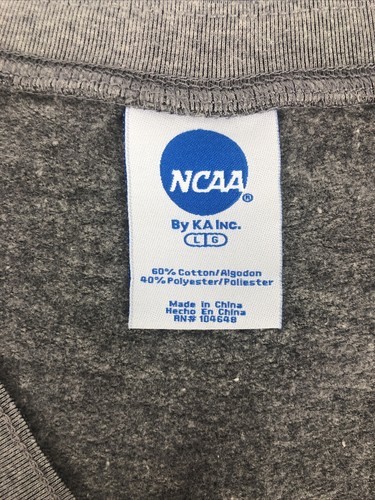 NCAA®
By KA Inc.
L G
60% Cotton/Algodon
40% Polyester/Poliester
Made in China
Hecho En China
RN# 104648